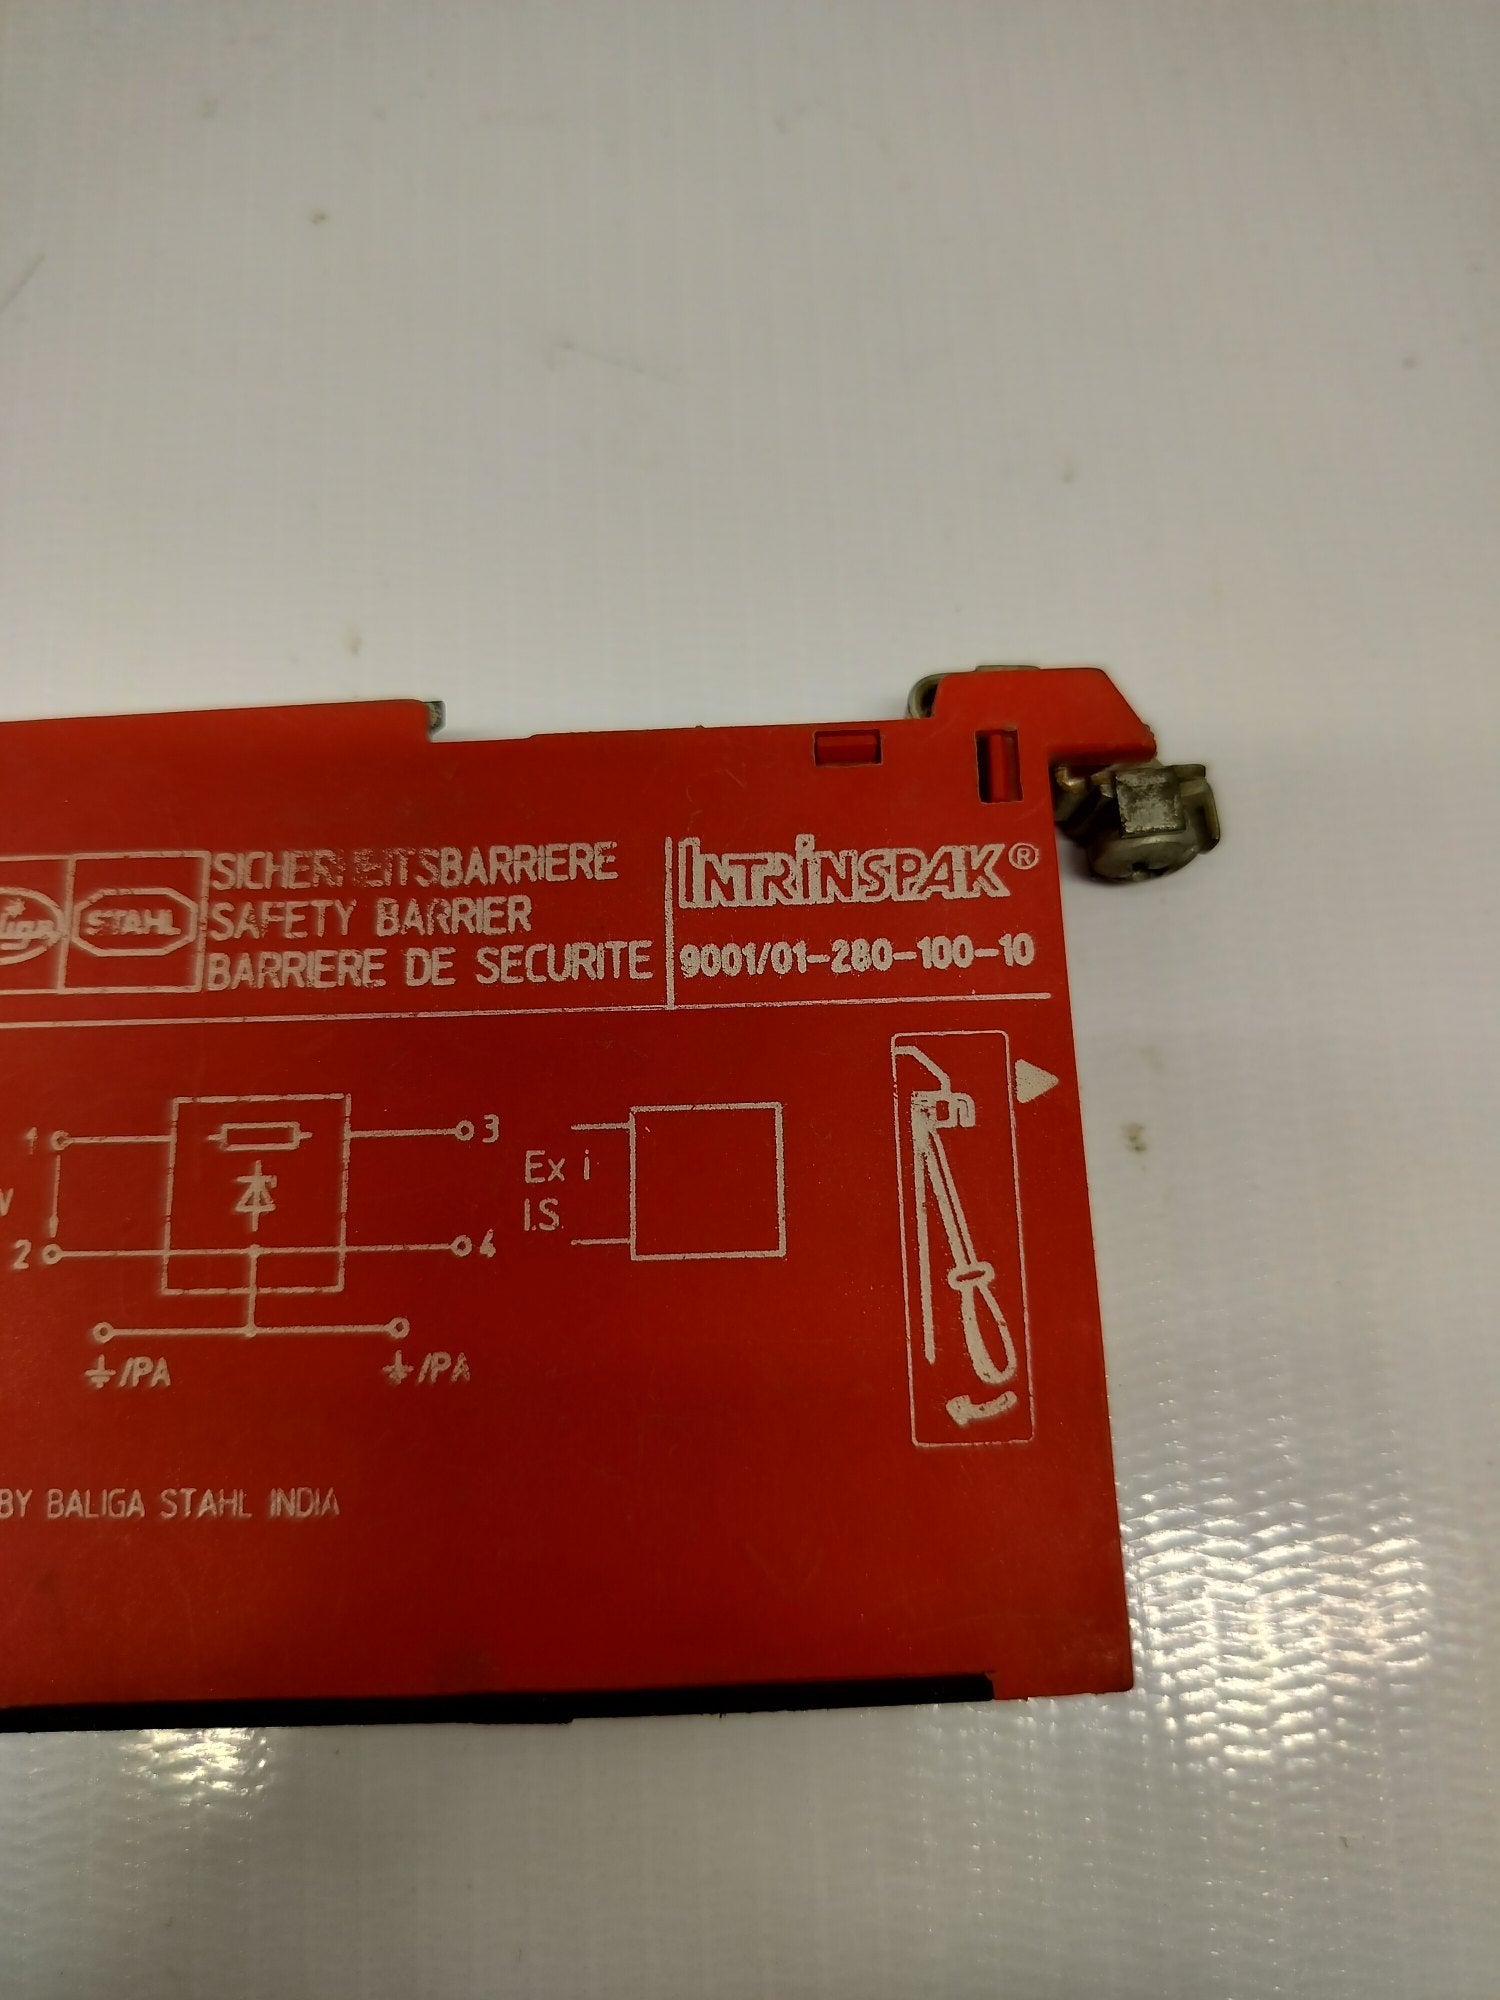 STAHL
SICHERHEITSBARRIERE
SAFETY BARRIER
BARRIERE DE SECURITE
INTRINSPAK®
9001/01-280-100-10
1
3
Ex i
I.S.
2
4
⏚/PA
⏚/PA
BY BALIGA STAHL INDIA